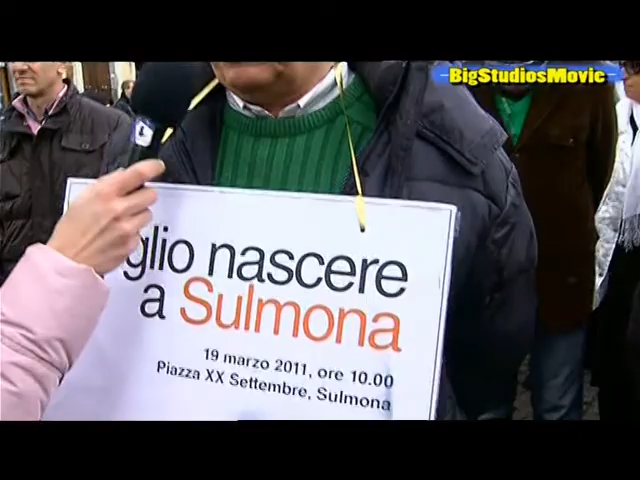 BigStudiosMovie
glio nascere
a Sulmona
19 marzo 2011, ore 10.00
Piazza XX Settembre, Sulmona